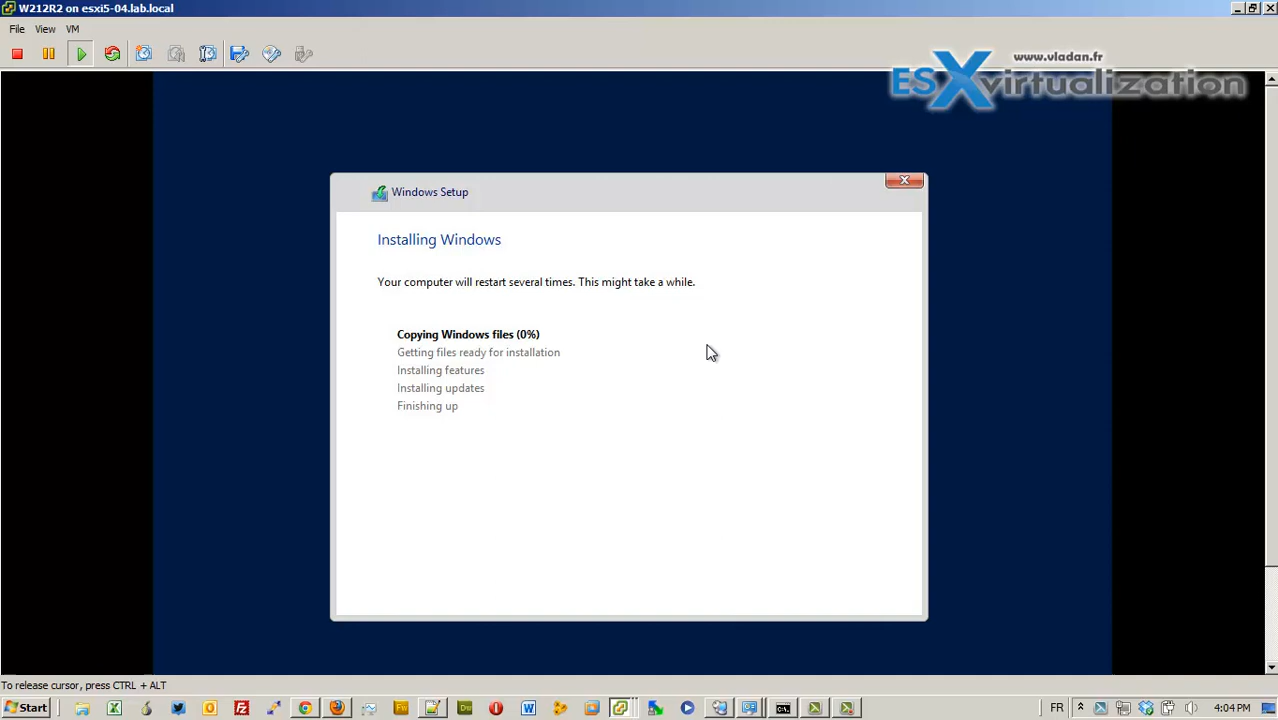 W212R2 on esxi5-04.lab.local
File View VM
www.vladan.fr
ESXvirtualization
Windows Setup
Installing Windows
Your computer will restart several times. This might take a while.
Copying Windows files (0%)
Getting files ready for installation
Installing features
Installing updates
Finishing up
To release cursor, press CTRL + ALT
Start
FR
4:04 PM